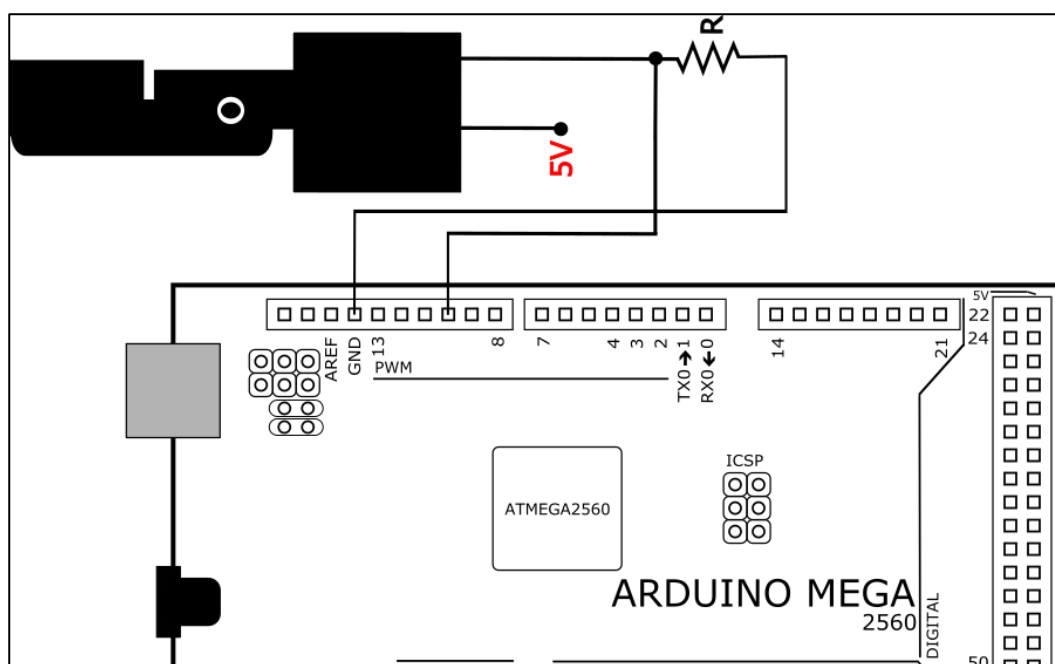 R
5V
5V
22
24
AREF
GND
13
8
7
4
3
2
TX0→1
RX0←0
14
21
PWM
ICSP
ATMEGA2560
ARDUINO MEGA
2560
DIGITAL
50